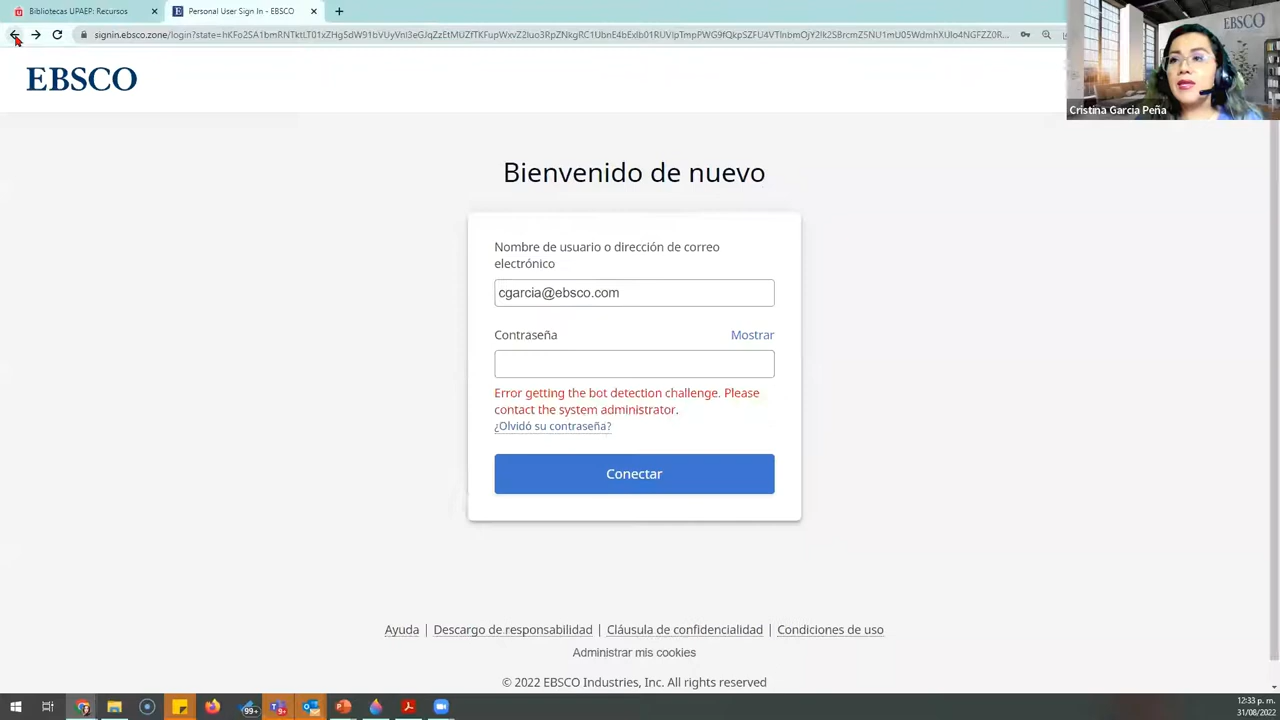 Bibliotecas UPAEP: Recursos
Personal User Sign In - EBSCO
EBSCO
Cristina Garcia Peña
EBSCO
Bienvenido de nuevo
Nombre de usuario o dirección de correo
electrónico
cgarcia@ebsco.com
Contraseña
Mostrar
Error getting the bot detection challenge. Please
contact the system administrator.
¿Olvidó su contraseña?
Conectar
Ayuda | Descargo de responsabilidad | Cláusula de confidencialidad | Condiciones de uso
Administrar mis cookies
© 2022 EBSCO Industries, Inc. All rights reserved
99+
12:33 p. m.
31/08/2022